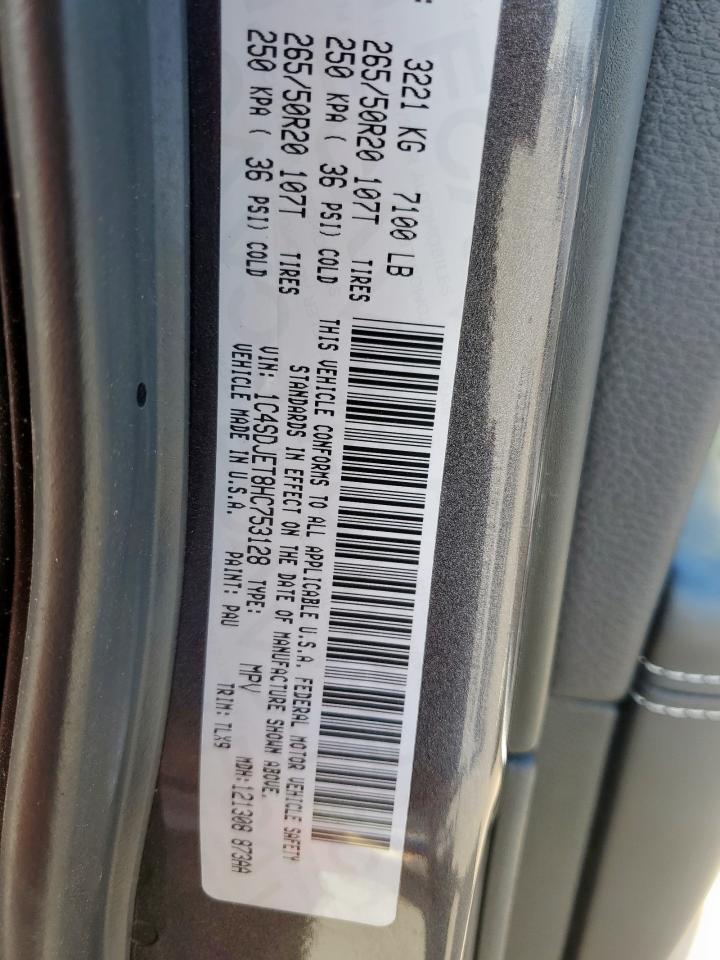 : 3221 KG 7100 LB
265/50R20 107T TIRES
250 KPA ( 36 PSI) COLD
265/50R20 107T TIRES
250 KPA ( 36 PSI) COLD
THIS VEHICLE CONFORMS TO ALL APPLICABLE U.S.A. FEDERAL MOTOR VEHICLE SAFETY
STANDARDS IN EFFECT ON THE DATE OF MANUFACTURE SHOWN ABOVE.
VIN: 1C4SDJET8HC753128 TYPE: MPV MDH:121308 873AA
VEHICLE MADE IN U.S.A. PAINT: PAU TRIM: TLX9